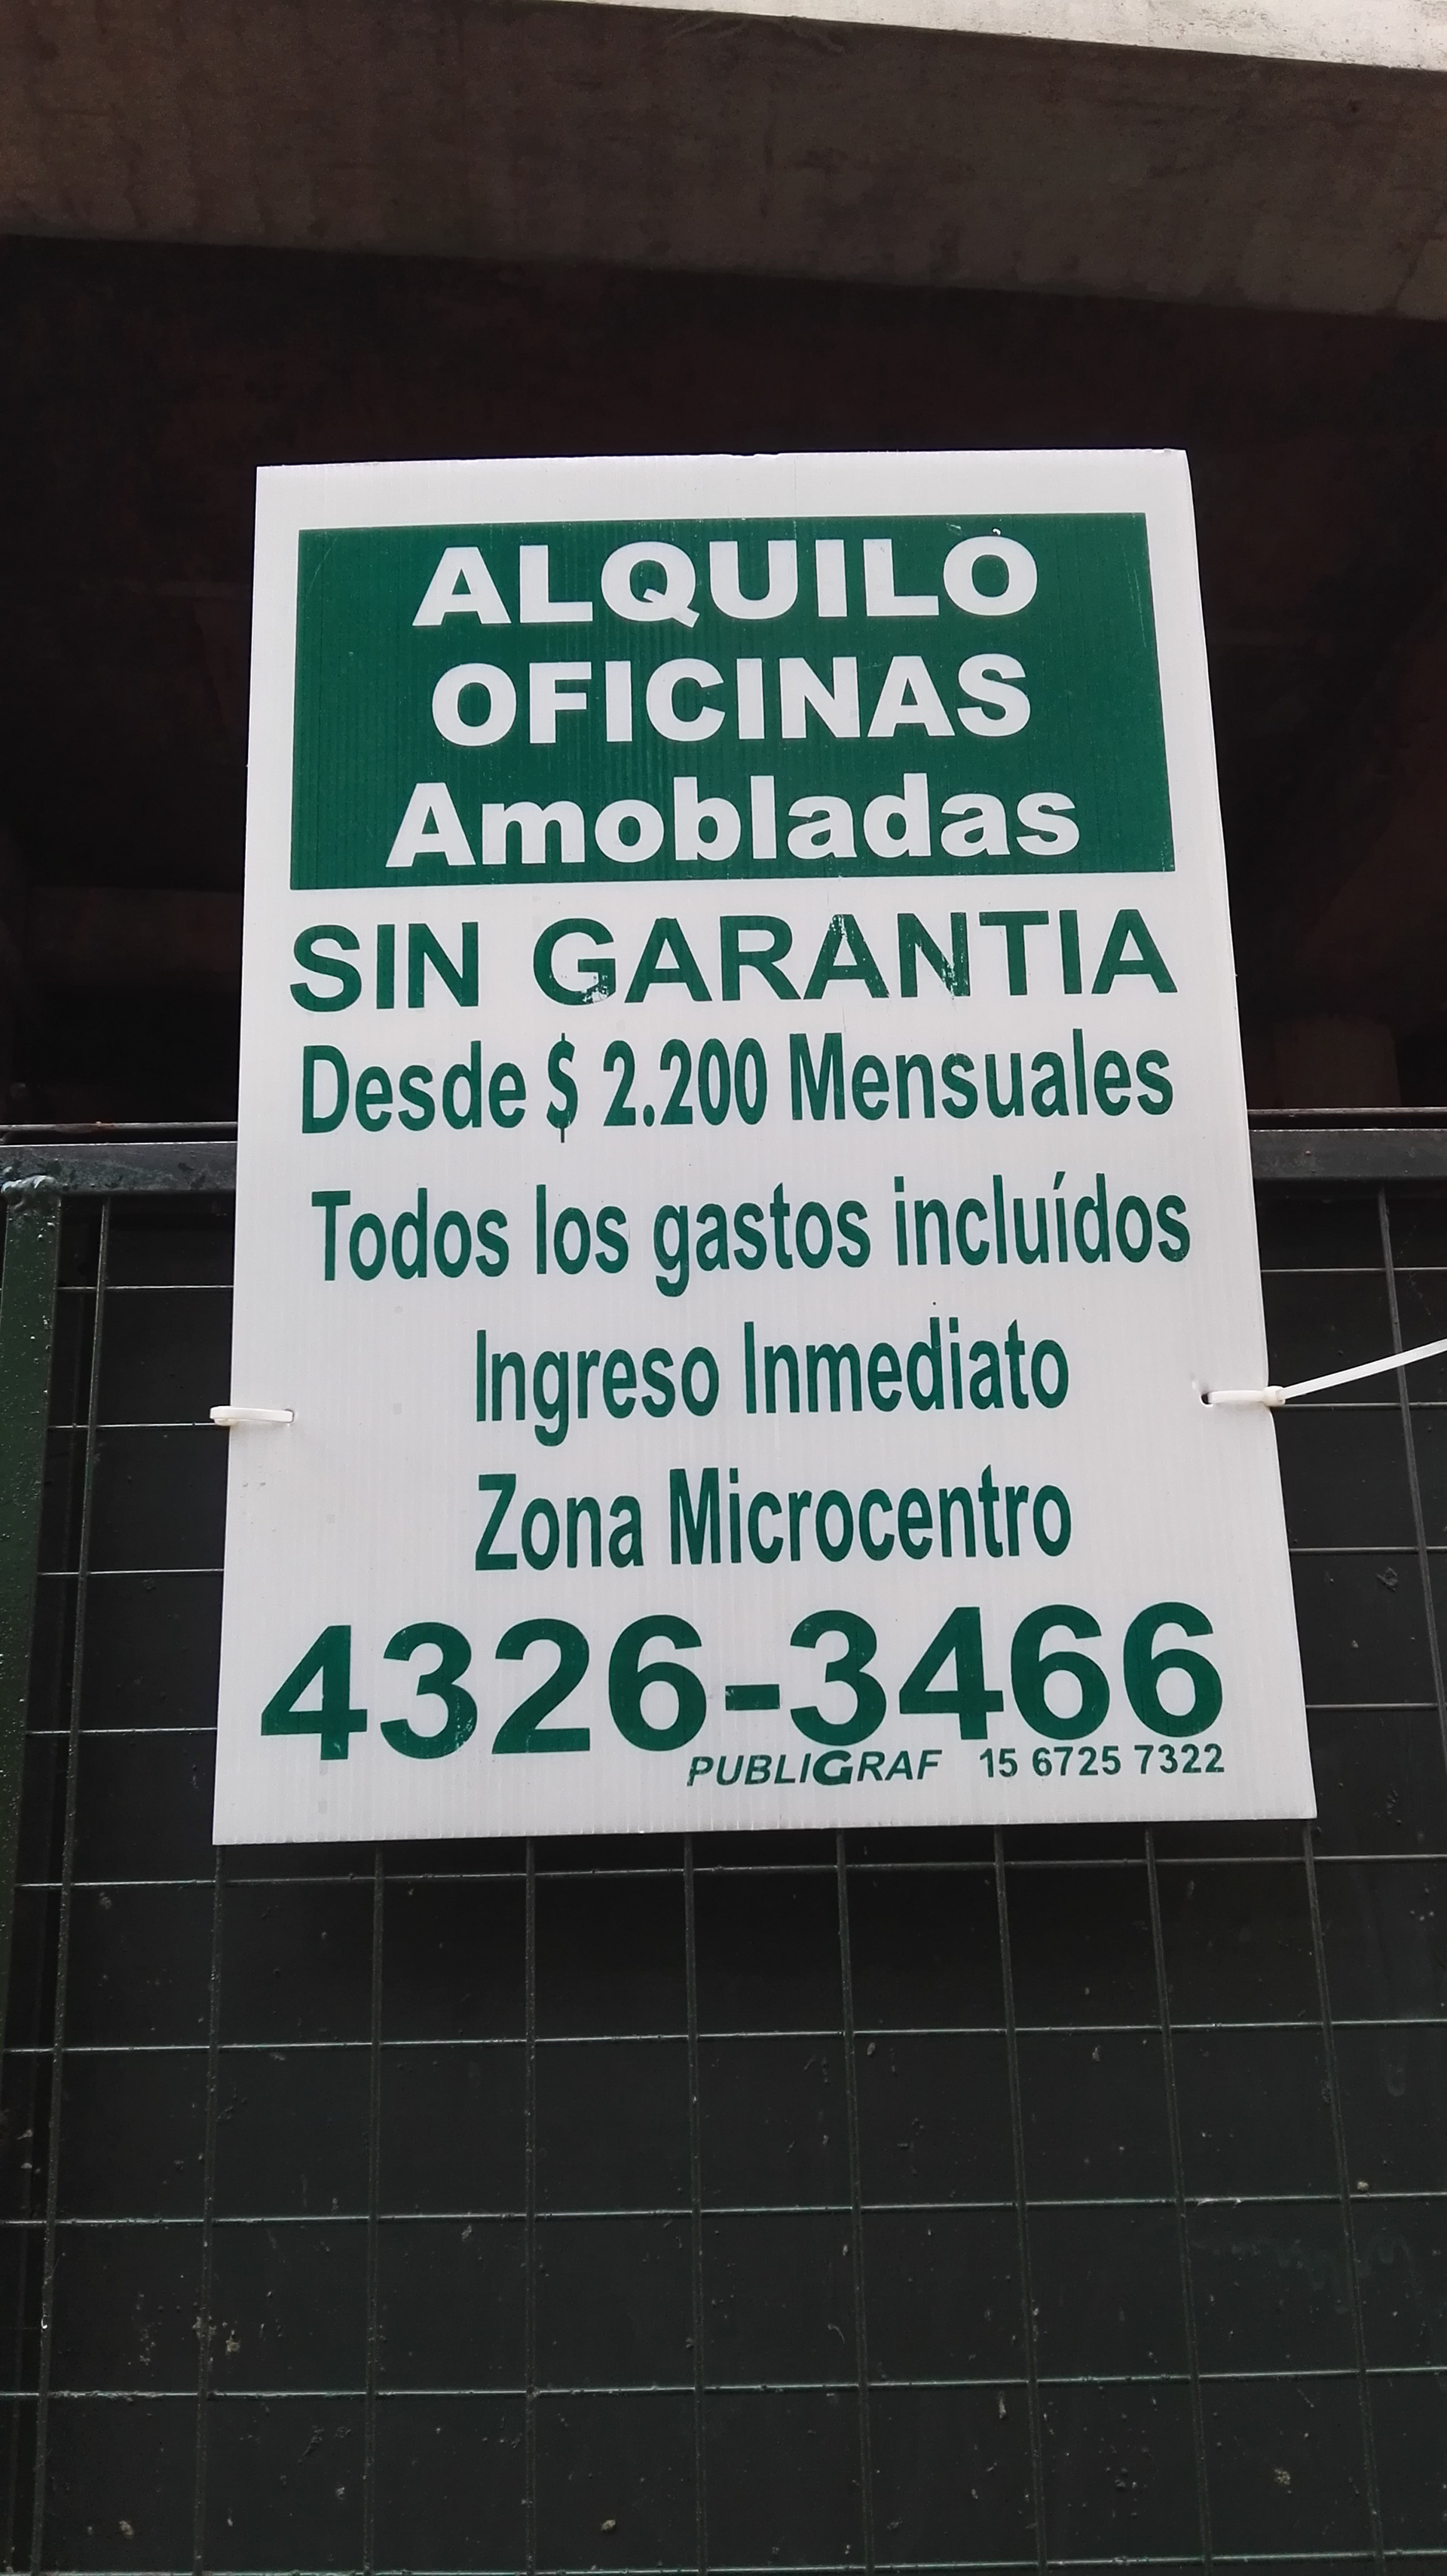 ALQUILO
OFICINAS
Amobladas
SIN GARANTIA
Desde $ 2.200 Mensuales
Todos los gastos incluídos
Ingreso Inmediato
Zona Microcentro
4326-3466
PUBLIGRAF 15 6725 7322